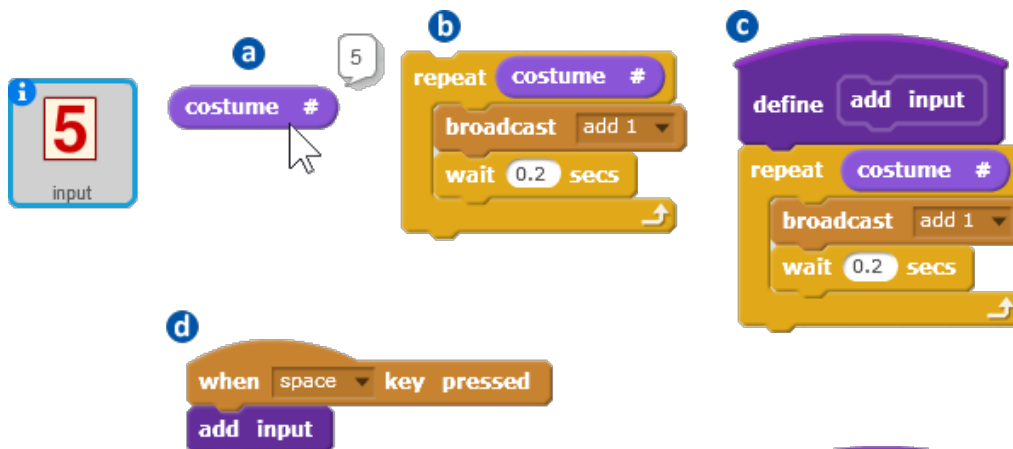 a
costume #
5
i
5
input
b
repeat costume #
broadcast add 1
wait 0.2 secs
c
define add input
repeat costume #
broadcast add 1
wait 0.2 secs
d
when space key pressed
add input